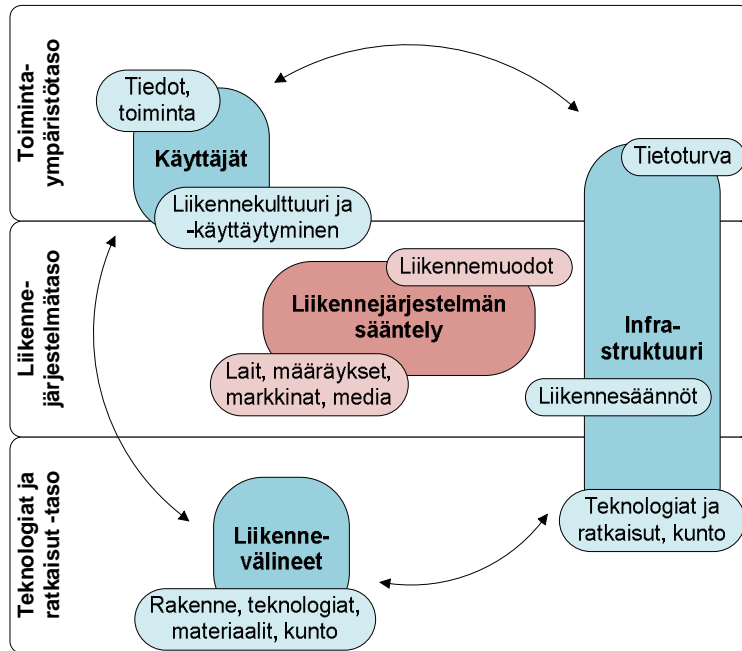 Toiminta-
ympäristötaso
Tiedot,
toiminta
Käyttäjät
Liikennekulttuuri ja
-käyttäytyminen
Tietoturva
Liikenne-
järjestelmätaso
Liikennemuodot
Liikennejärjestelmän
sääntely
Lait, määräykset,
markkinat, media
Infra-
struktuuri
Liikennesäännöt
Teknologiat ja
ratkaisut -taso
Liikenne-
välineet
Rakenne, teknologiat,
materiaalit, kunto
Teknologiat ja
ratkaisut, kunto